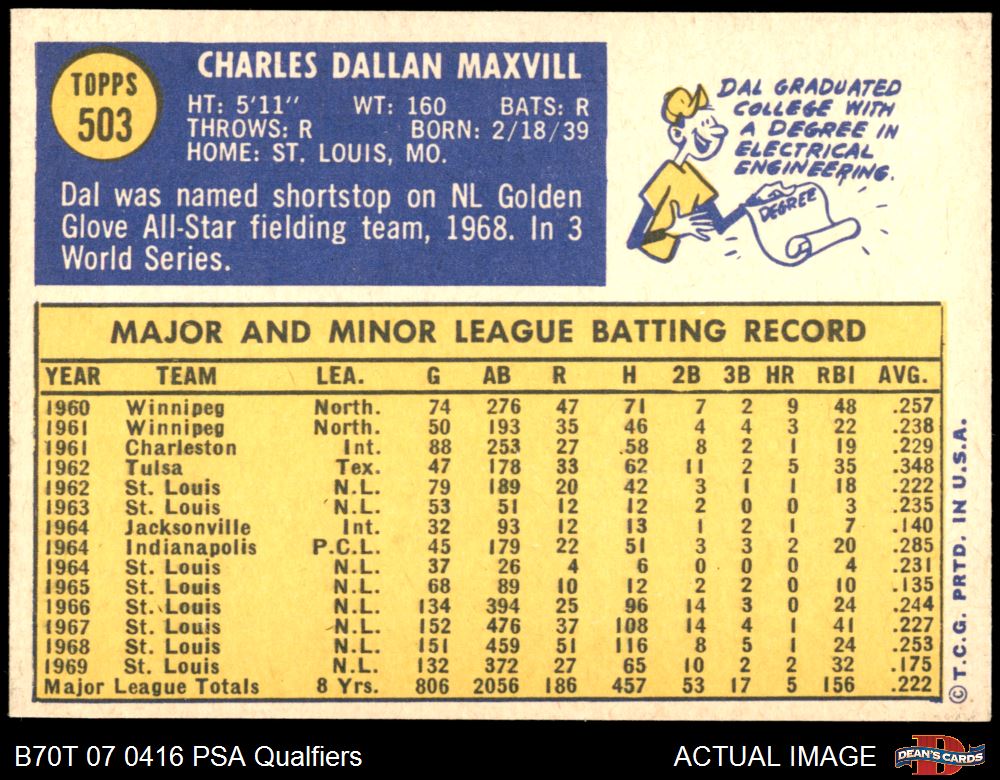 TOPPS
503
CHARLES DALLAN MAXVILL
HT: 5'11" WT: 160 BATS: R
THROWS: R BORN: 2/18/39
HOME: ST. LOUIS, MO.
Dal was named shortstop on NL Golden
Glove All-Star fielding team, 1968. In 3
World Series.
DAL GRADUATED
COLLEGE WITH
A DEGREE IN
ELECTRICAL
ENGINEERING.
DEGREE
MAJOR AND MINOR LEAGUE BATTING RECORD
YEAR TEAM LEA. G AB R H 2B 3B HR RBI AVG.
1960 Winnipeg North. 74 276 47 71 7 2 9 48 .257
1961 Winnipeg North. 50 193 35 46 4 4 3 22 .238
1961 Charleston Int. 88 253 27 58 8 2 1 19 .229
1962 Tulsa Tex. 47 178 33 62 11 2 5 35 .348
1962 St. Louis N.L. 79 189 20 42 3 1 1 18 .222
1963 St. Louis N.L. 53 51 12 12 2 0 0 3 .235
1964 Jacksonville Int. 32 93 12 13 1 2 1 7 .140
1964 Indianapolis P.C.L. 45 179 22 51 3 3 2 20 .285
1964 St. Louis N.L. 37 26 4 6 0 0 0 4 .231
1965 St. Louis N.L. 68 89 10 12 2 2 0 10 .135
1966 St. Louis N.L. 134 394 25 96 14 3 0 24 .244
1967 St. Louis N.L. 152 476 37 108 14 4 1 41 .227
1968 St. Louis N.L. 151 459 51 116 8 5 1 24 .253
1969 St. Louis N.L. 132 372 27 65 10 2 2 32 .175
Major League Totals 8 Yrs. 806 2056 186 457 53 17 5 156 .222
© T.C.G. PRTD. IN U.S.A.
B70T 07 0416 PSA Qualfiers
ACTUAL IMAGE
DEAN'S CARDS